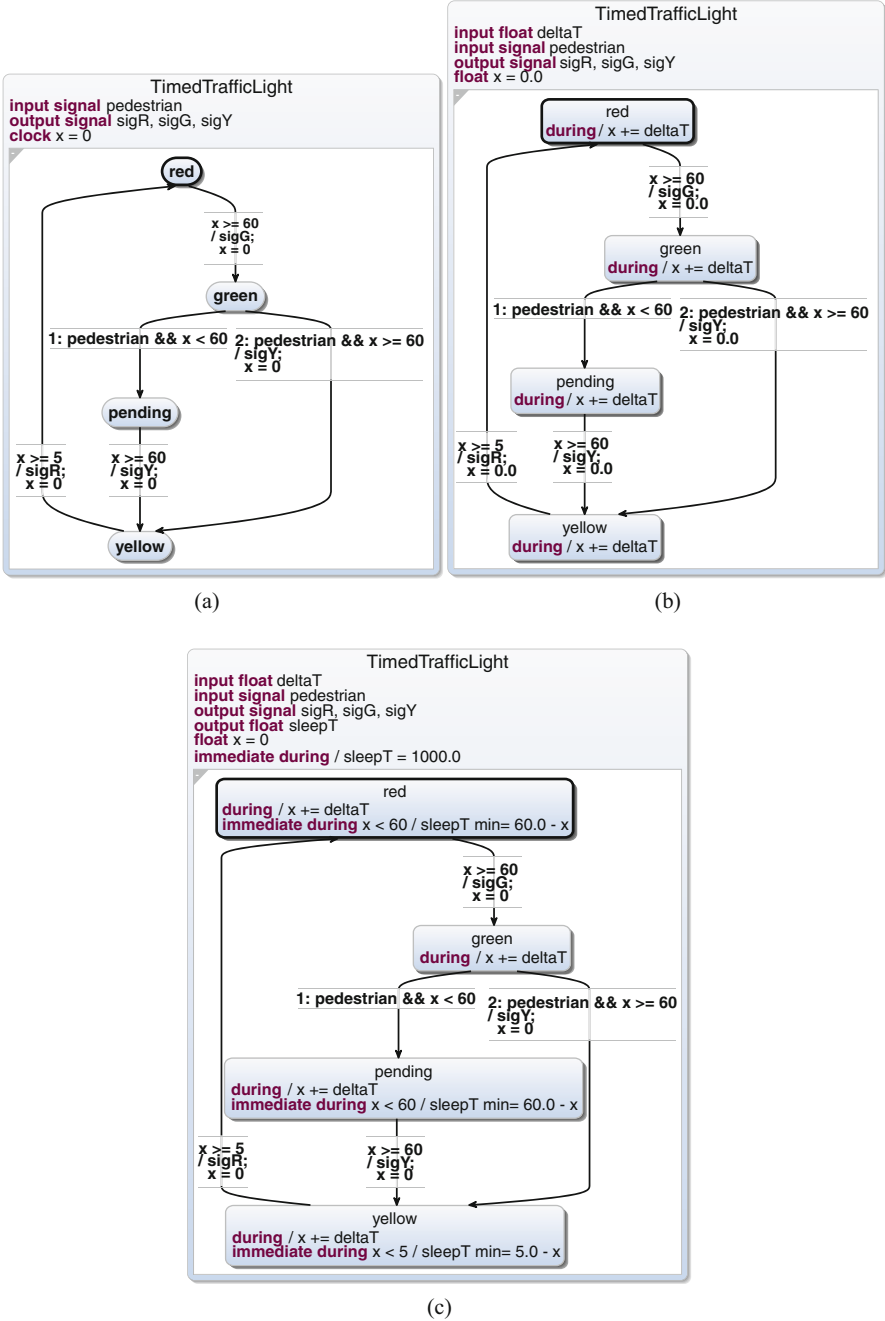 TimedTrafficLight
input signal pedestrian
output signal sigR, sigG, sigY
clock x = 0
-
red
x >= 60
/ sigG;
x = 0
green
1: pedestrian && x < 60
2: pedestrian && x >= 60
/ sigY;
x = 0
pending
x >= 5
/ sigR;
x = 0
x >= 60
/ sigY;
x = 0
yellow
(a)
TimedTrafficLight
input float deltaT
input signal pedestrian
output signal sigR, sigG, sigY
float x = 0.0
-
red
during / x += deltaT
x >= 60
/ sigG;
x = 0.0
green
during / x += deltaT
1: pedestrian && x < 60
2: pedestrian && x >= 60
/ sigY;
x = 0.0
pending
during / x += deltaT
x >= 5
/ sigR;
x = 0.0
x >= 60
/ sigY;
x = 0.0
yellow
during / x += deltaT
(b)
TimedTrafficLight
input float deltaT
input signal pedestrian
output signal sigR, sigG, sigY
output float sleepT
float x = 0
immediate during / sleepT = 1000.0
-
red
during / x += deltaT
immediate during x < 60 / sleepT min= 60.0 - x
x >= 60
/ sigG;
x = 0
green
during / x += deltaT
1: pedestrian && x < 60
2: pedestrian && x >= 60
/ sigY;
x = 0
pending
during / x += deltaT
immediate during x < 60 / sleepT min= 60.0 - x
x >= 5
/ sigR;
x = 0
x >= 60
/ sigY;
x = 0
yellow
during / x += deltaT
immediate during x < 5 / sleepT min= 5.0 - x
(c)